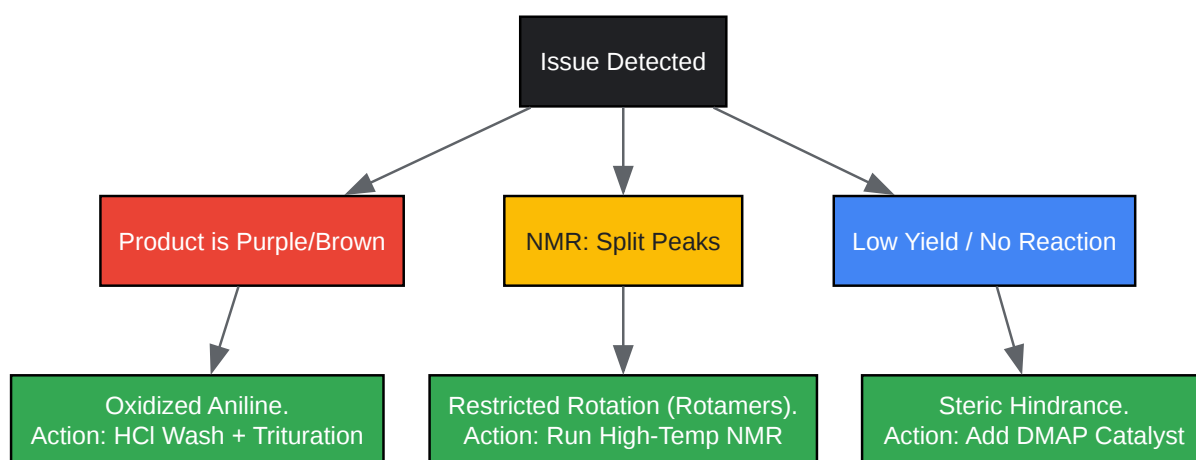 Issue Detected
Product is Purple/Brown
NMR: Split Peaks
Low Yield / No Reaction
Oxidized Aniline.
Action: HCl Wash + Trituration
Restricted Rotation (Rotamers).
Action: Run High-Temp NMR
Steric Hindrance.
Action: Add DMAP Catalyst